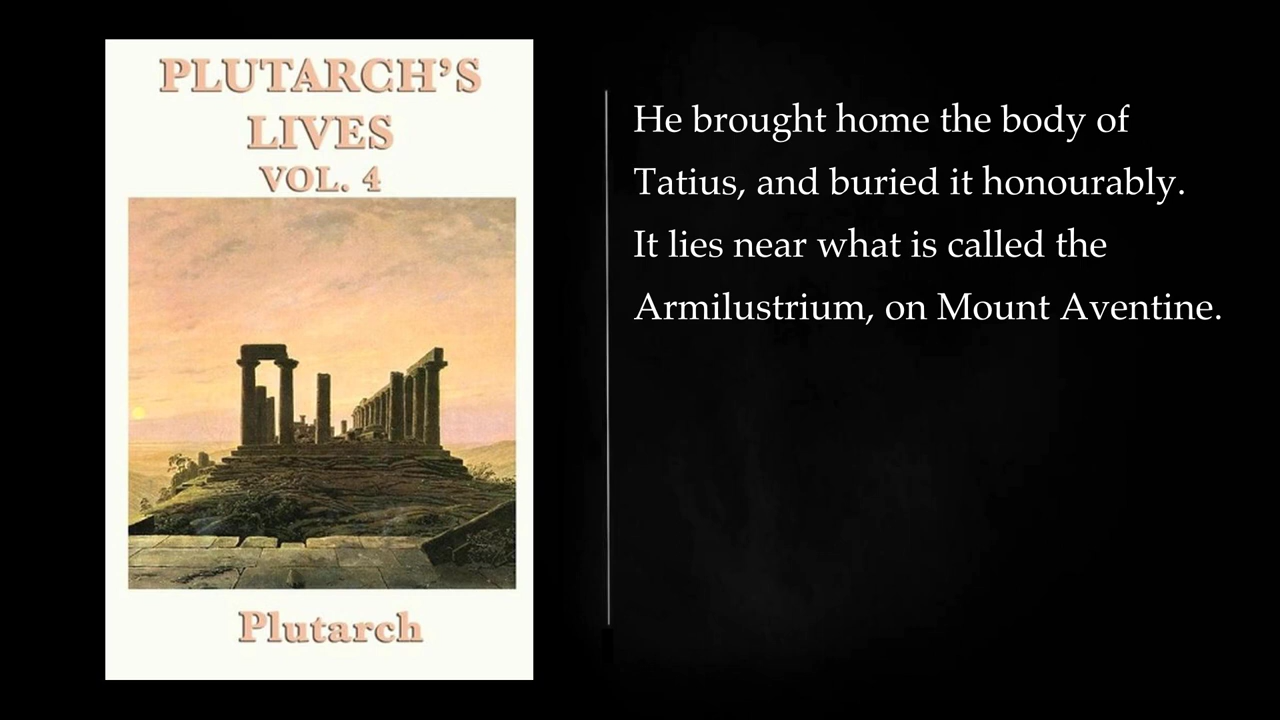 PLUTARCH'S
LIVES
VOL. 4
Plutarch
He brought home the body of
Tatius, and buried it honourably.
It lies near what is called the
Armilustrium, on Mount Aventine.